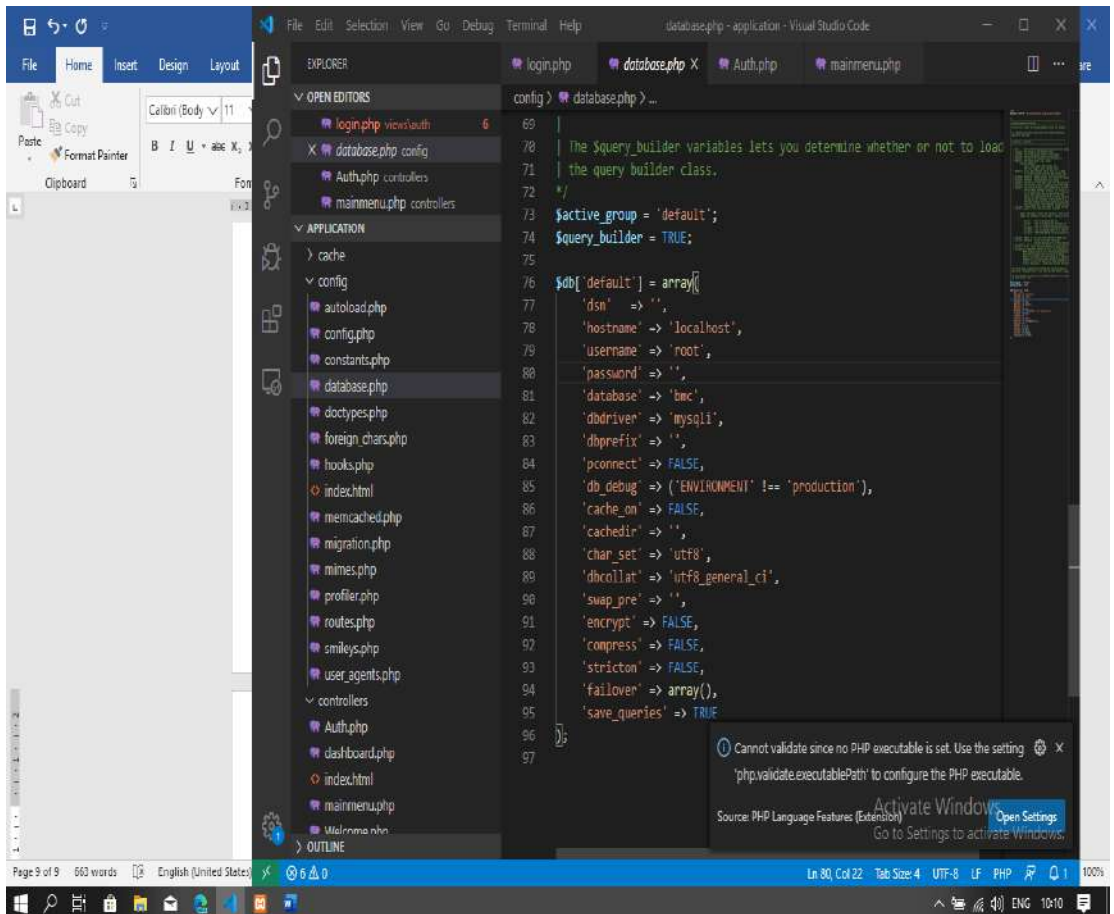 File Edit Selection View Go Debug Terminal Help database.php - application - Visual Studio Code
File Home Insert Design Layout are
Cut
Copy
Paste
Format Painter
Clipboard
Calibri (Body 11
B I U abc X₂
Fon
EXPLORER
OPEN EDITORS
login.php views\auth 6
database.php config
Auth.php controllers
mainmenu.php controllers
APPLICATION
cache
config
autoload.php
config.php
constants.php
database.php
doctypes.php
foreign_chars.php
hooks.php
index.html
memcached.php
migration.php
mimes.php
profiler.php
routes.php
smileys.php
user_agents.php
controllers
Auth.php
dashboard.php
index.html
mainmenu.php
Welcome.php
OUTLINE
login.php database.php X Auth.php mainmenu.php
config > database.php > ...
69 |
70 | The $query_builder variables lets you determine whether or not to load
71 | the query builder class.
72 */
73 $active_group = 'default';
74 $query_builder = TRUE;
75
76 $db['default'] = array(
77 'dsn' => '',
78 'hostname' => 'localhost',
79 'username' => 'root',
80 'password' => '',
81 'database' => 'bmc',
82 'dbdriver' => 'mysqli',
83 'dbprefix' => '',
84 'pconnect' => FALSE,
85 'db_debug' => ('ENVIRONMENT' !== 'production'),
86 'cache_on' => FALSE,
87 'cachedir' => '',
88 'char_set' => 'utf8',
89 'dbcollat' => 'utf8_general_ci',
90 'swap_pre' => '',
91 'encrypt' => FALSE,
92 'compress' => FALSE,
93 'stricton' => FALSE,
94 'failover' => array(),
95 'save_queries' => TRUE
96 );
97
Cannot validate since no PHP executable is set. Use the setting
'php.validate.executablePath' to configure the PHP executable.
Source: PHP Language Features (Extension)
Open Settings
Activate Windows
Go to Settings to activate Windows.
Page 9 of 9 663 words English (United States)
6 0
Ln 80, Col 22 Tab Size: 4 UTF-8 LF PHP 1 100%
ENG 10:10